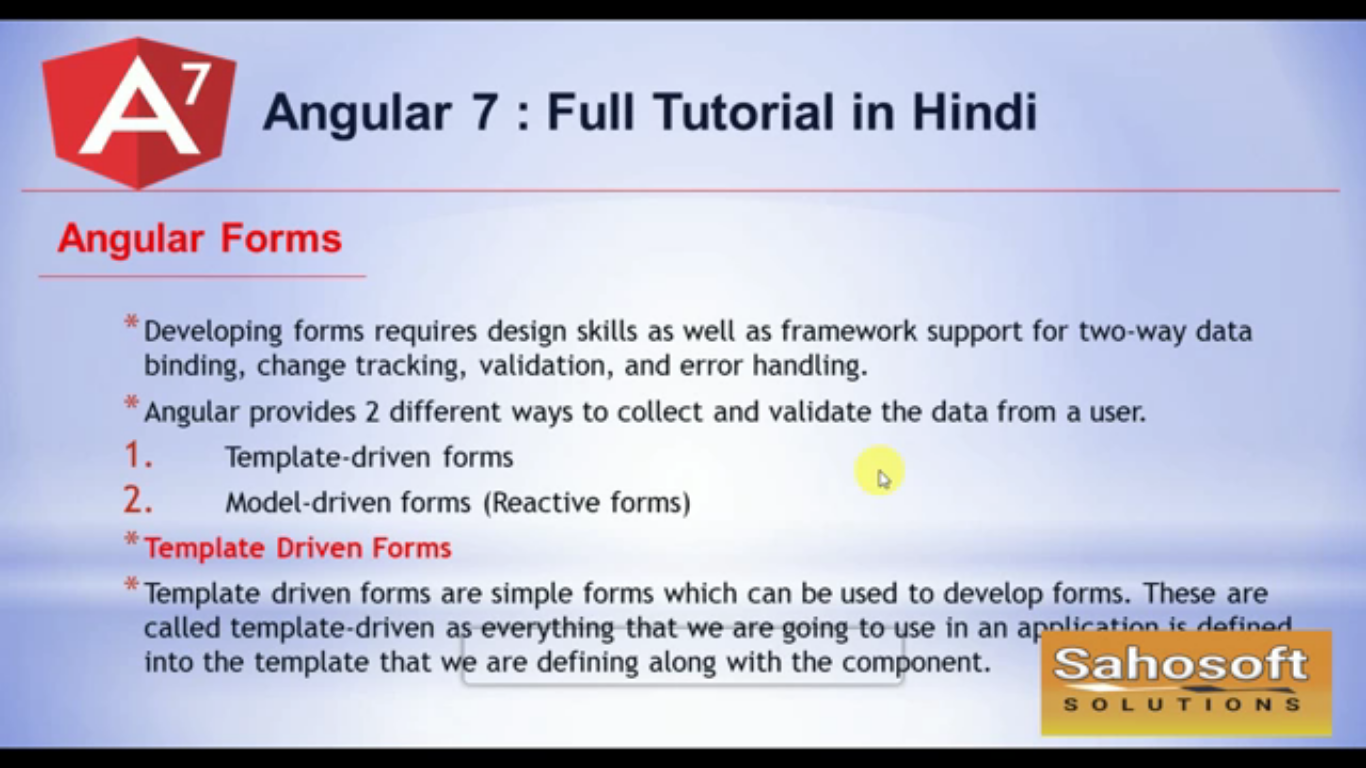 A7
Angular 7 : Full Tutorial in Hindi
Angular Forms
* Developing forms requires design skills as well as framework support for two-way data
binding, change tracking, validation, and error handling.
* Angular provides 2 different ways to collect and validate the data from a user.
1. Template-driven forms
2. Model-driven forms (Reactive forms)
* Template Driven Forms
* Template driven forms are simple forms which can be used to develop forms. These are
called template-driven as everything that we are going to use in an application is defined
into the template that we are defining along with the component.
Sahosoft
SOLUTIONS